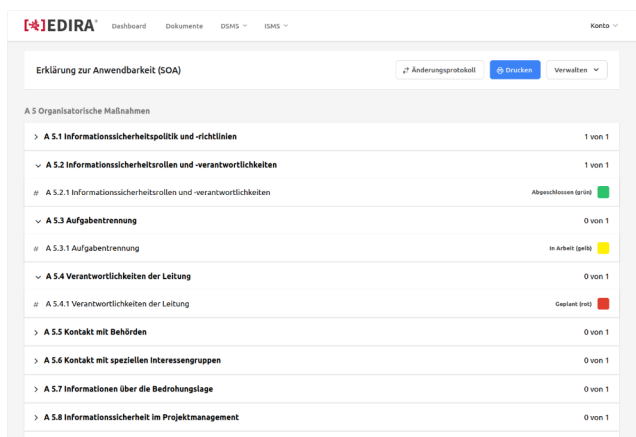 [*]EDIRA® Dashboard Dokumente DSMS ISMS Konto
Erklärung zur Anwendbarkeit (SOA) Änderungsprotokoll Drucken Verwalten
A 5 Organisatorische Maßnahmen
A 5.1 Informationssicherheitspolitik und -richtlinien 1 von 1
A 5.2 Informationssicherheitsrollen und -verantwortlichkeiten 1 von 1
# A 5.2.1 Informationssicherheitsrollen und -verantwortlichkeiten Abgeschlossen (grün)
A 5.3 Aufgabentrennung 0 von 1
# A 5.3.1 Aufgabentrennung In Arbeit (gelb)
A 5.4 Verantwortlichkeiten der Leitung 0 von 1
# A 5.4.1 Verantwortlichkeiten der Leitung Geplant (rot)
A 5.5 Kontakt mit Behörden 0 von 1
A 5.6 Kontakt mit speziellen Interessengruppen 0 von 1
A 5.7 Informationen über die Bedrohungslage 0 von 1
A 5.8 Informationssicherheit im Projektmanagement 0 von 1